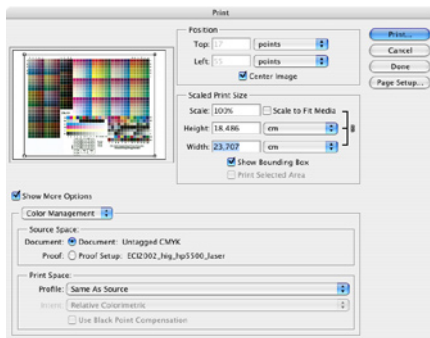 Print
Position
Top: 17 points
Left: 55 points
Center Image
Scaled Print Size
Scale: 100% Scale to Fit Media
Height: 18.486 cm
Width: 23.707 cm
Show Bounding Box
Print Selected Area
Print...
Cancel
Done
Page Setup...
Show More Options
Color Management
Source Space:
Document: Document: Untagged CMYK
Proof: Proof Setup: ECI2002_hig_hp5500_laser
Print Space:
Profile: Same As Source
Intent: Relative Colorimetric
Use Black Point Compensation